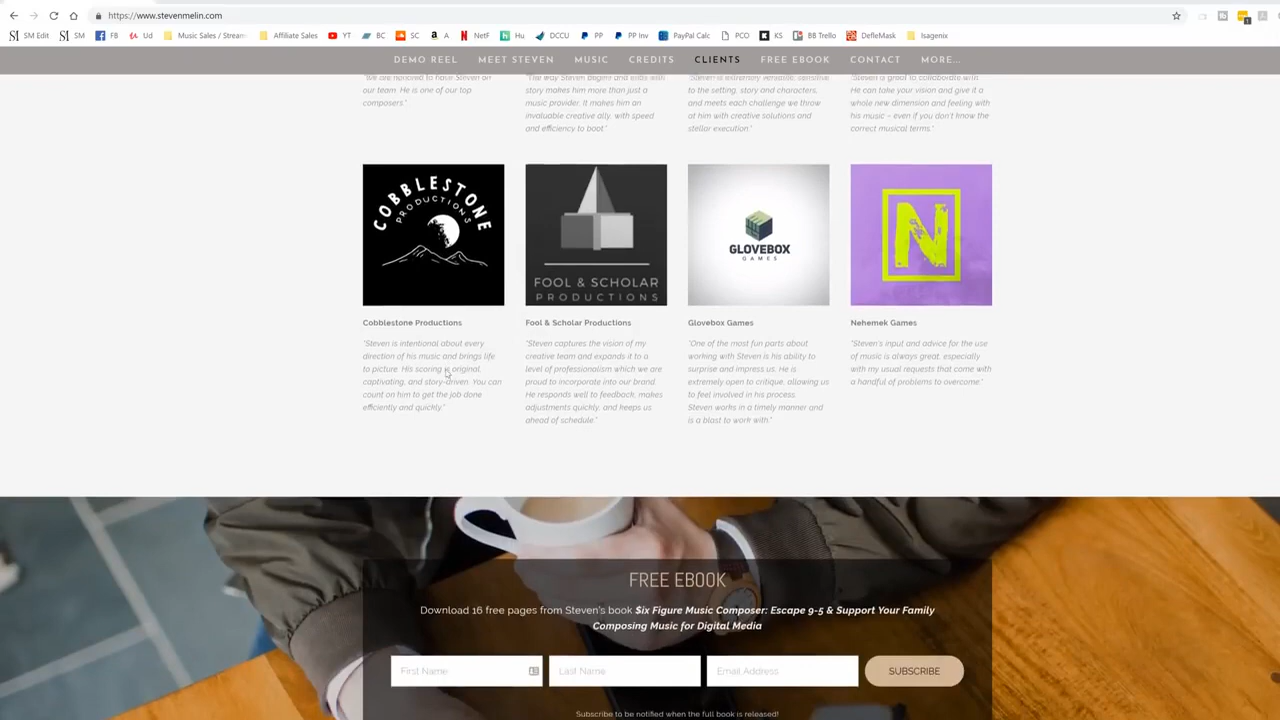 https://www.stevenmelin.com
SM Edit SM FB Ud Music Sales / Stream Affiliate Sales YT BC SC A NetF Hu DCCU PP PP Inv PayPal Calc PCO KS BB Trello DefleMask Isagenix
DEMO REEL MEET STEVEN MUSIC CREDITS CLIENTS FREE EBOOK CONTACT MORE...
"We are honored to have Steven on
our team. He is one of our top
composers."
story makes him more than just a
music provider. It makes him an
invaluable creative ally, with speed
and efficiency to boot."
"Steven is extremely versatile, sensitive
to the setting, story and characters,
and meets each challenge we throw
at him with creative solutions and
stellar execution."
"Steven is great to collaborate with.
He can take your vision and give it a
whole new dimension and feeling with
his music – even if you don't know the
correct musical terms."
COBBLESTONE
PRODUCTIONS
FOOL & SCHOLAR
PRODUCTIONS
GLOVEBOX
GAMES
N
Cobblestone Productions
"Steven is intentional about every
direction of his music and brings life
to picture. His scoring is original,
captivating, and story-driven. You can
count on him to get the job done
efficiently and quickly."
Fool & Scholar Productions
"Steven captures the vision of my
creative team and expands it to a
level of professionalism which we are
proud to incorporate into our brand.
He responds well to feedback, makes
adjustments quickly, and keeps us
ahead of schedule."
Glovebox Games
"One of the most fun parts about
working with Steven is his ability to
surprise and impress us. He is
extremely open to critique, allowing us
to feel involved in his process.
Steven works in a timely manner and
is a blast to work with."
Nehemek Games
"Steven's input and advice for the use
of music is always great, especially
with my usual requests that come with
a handful of problems to overcome."
FREE EBOOK
Download 16 free pages from Steven's book $ix Figure Music Composer: Escape 9-5 & Support Your Family
Composing Music for Digital Media
First Name Last Name Email Address SUBSCRIBE
Subscribe to be notified when the full book is released!